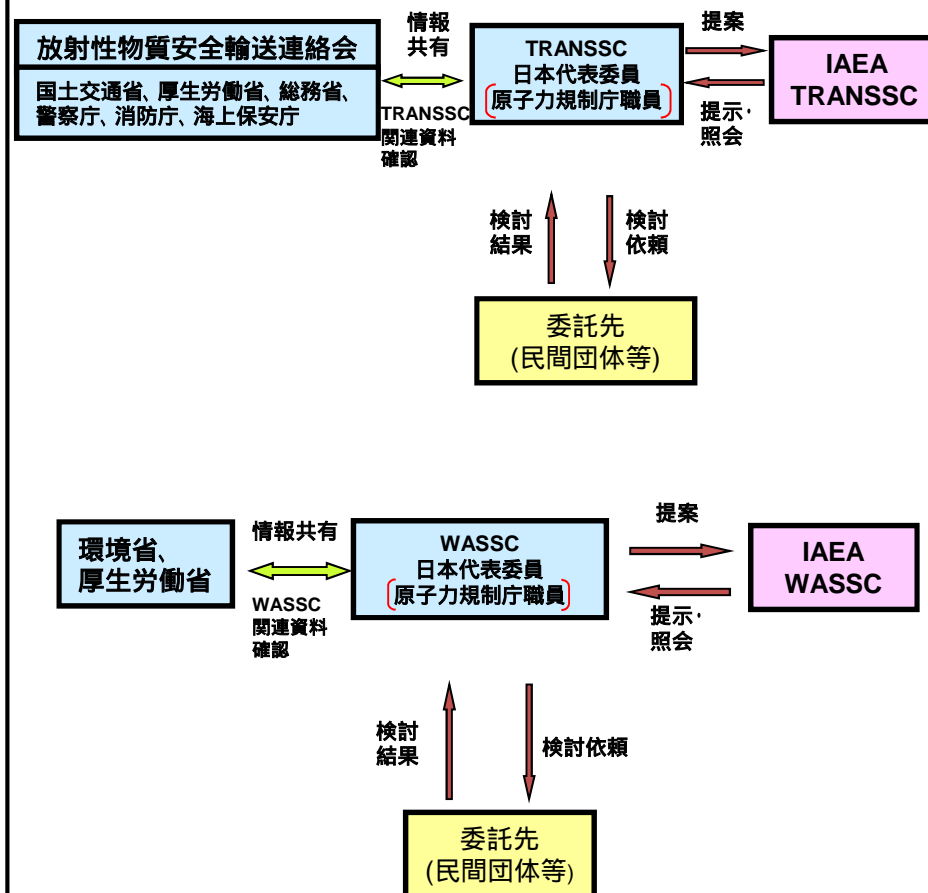 放射性物質安全輸送連絡会
国土交通省、厚生労働省、総務省、
警察庁、消防庁、海上保安庁
情報
共有
TRANSSC
関連資料
確認
TRANSSC
日本代表委員
原子力規制庁職員
提案
提示・
照会
IAEA
TRANSSC
検討
結果
検討
依頼
委託先
(民間団体等)
環境省、
厚生労働省
情報共有
WASSC
関連資料
確認
WASSC
日本代表委員
原子力規制庁職員
提案
提示・
照会
IAEA
WASSC
検討
結果
検討依頼
委託先
(民間団体等)